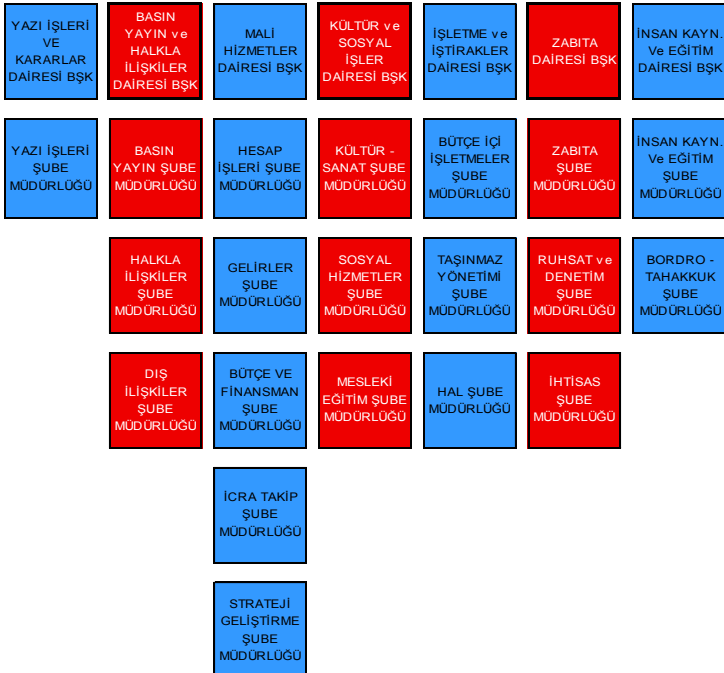 YAZI İŞLERİ
VE
KARARLAR
DAİRESİ BŞK
BASIN
YAYIN ve
HALKLA
İLİŞKİLER
DAİRESİ BŞK
MALİ
HİZMETLER
DAİRESİ BŞK
KÜLTÜR ve
SOSYAL
İŞLER
DAİRESİ BŞK
İŞLETME ve
İŞTİRAKLER
DAİRESİ BŞK
ZABITA
DAİRESİ BŞK
İNSAN KAYN.
Ve EĞİTİM
DAİRESİ BŞK
YAZI İŞLERİ
ŞUBE
MÜDÜRLÜĞÜ
BASIN
YAYIN ŞUBE
MÜDÜRLÜĞÜ
HESAP
İŞLERİ ŞUBE
MÜDÜRLÜĞÜ
KÜLTÜR -
SANAT ŞUBE
MÜDÜRLÜĞÜ
BÜTÇE İÇİ
İŞLETMELER
ŞUBE
MÜDÜRLÜĞÜ
ZABITA
ŞUBE
MÜDÜRLÜĞÜ
İNSAN KAYN.
Ve EĞİTİM
ŞUBE
MÜDÜRLÜĞÜ
HALKLA
İLİŞKİLER
ŞUBE
MÜDÜRLÜĞÜ
GELİRLER
ŞUBE
MÜDÜRLÜĞÜ
SOSYAL
HİZMETLER
ŞUBE
MÜDÜRLÜĞÜ
TAŞINMAZ
YÖNETİMİ
ŞUBE
MÜDÜRLÜĞÜ
RUHSAT ve
DENETİM
ŞUBE
MÜDÜRLÜĞÜ
BORDRO -
TAHAKKUK
ŞUBE
MÜDÜRLÜĞÜ
DIŞ
İLİŞKİLER
ŞUBE
MÜDÜRLÜĞÜ
BÜTÇE VE
FİNANSMAN
ŞUBE
MÜDÜRLÜĞÜ
MESLEKİ
EĞİTİM ŞUBE
MÜDÜRLÜĞÜ
HAL ŞUBE
MÜDÜRLÜĞÜ
İHTİSAS
ŞUBE
MÜDÜRLÜĞÜ
İCRA TAKİP
ŞUBE
MÜDÜRLÜĞÜ
STRATEJİ
GELİŞTİRME
ŞUBE
MÜDÜRLÜĞÜ